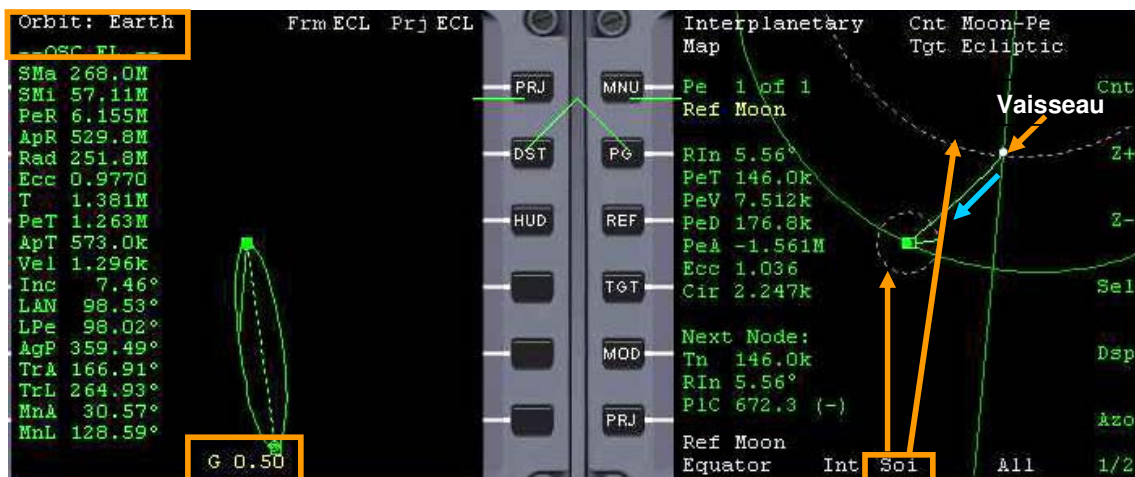 Orbit: Earth Frm ECL Prj ECL
--OSC EL --
SMa 268.0M
SMi 57.11M
PeR 6.155M
ApR 529.8M
Rad 251.8M
Ecc 0.9770
T 1.381M
PeT 1.263M
ApT 573.0k
Vel 1.296k
Inc 7.46°
LAN 98.53°
LPe 98.02°
AgP 359.49°
TrA 166.91°
TrL 264.93°
MnA 30.57°
MnL 128.59°
G 0.50
PRJ MNU
DST PG
HUD REF
TGT
MOD
PRJ
Interplanetary Cnt Moon-Pe
Map Tgt Ecliptic
Pe 1 of 1 Cnt
Ref Moon
Vaisseau
RIn 5.56° Z+
PeT 146.0k
PeV 7.512k
PeD 176.8k Z-
PeA -1.561M
Ecc 1.036
Cir 2.247k Sel
Next Node:
Tn 146.0k Dsp
RIn 5.56°
PlC 672.3 (-)
Azo
Ref Moon
Equator Int Soi All 1/2